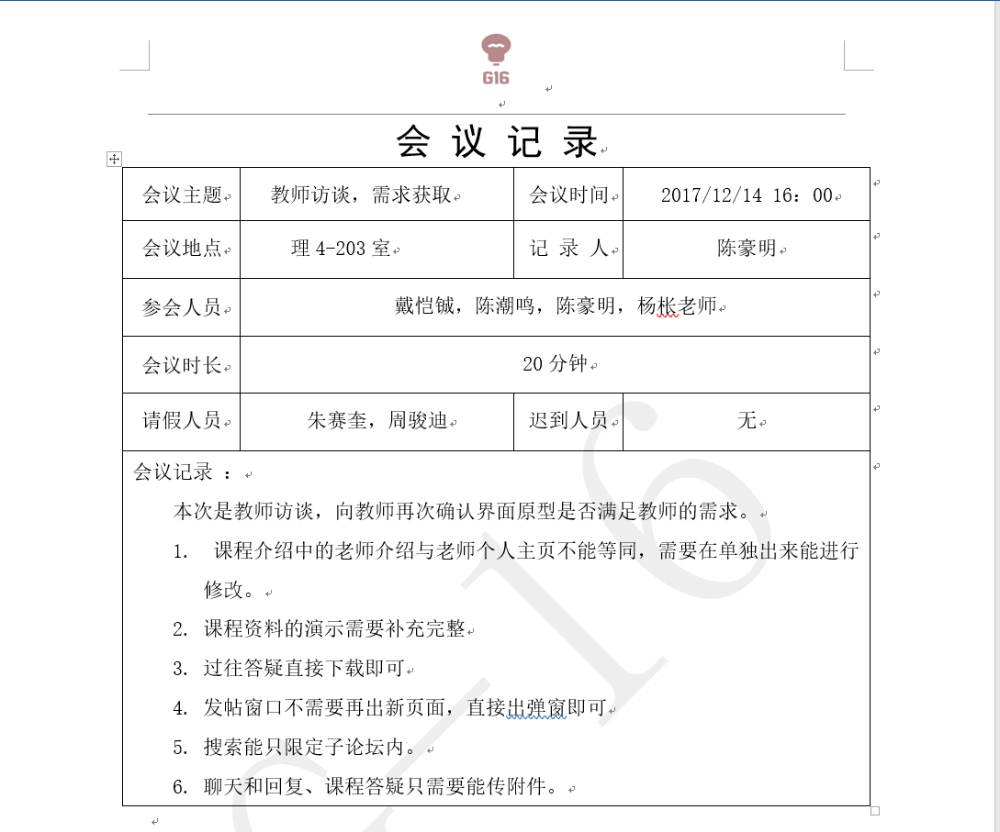 G16
会 议 记 录
会议主题 教师访谈，需求获取 会议时间 2017/12/14 16：00
会议地点 理 4-203 室 记 录 人 陈豪明
参会人员 戴恺铖，陈潮鸣，陈豪明，杨枨老师
会议时长 20 分钟
请假人员 朱赛奎，周骏迪 迟到人员 无
会议记录 ：
本次是教师访谈，向教师再次确认界面原型是否满足教师的需求。
1. 课程介绍中的老师介绍与老师个人主页不能等同，需要在单独出来能进行
修改。
2. 课程资料的演示需要补充完整
3. 过往答疑直接下载即可
4. 发帖窗口不需要再出新页面，直接出弹窗即可
5. 搜索能只限定子论坛内。
6. 聊天和回复、课程答疑只需要能传附件。
G-16